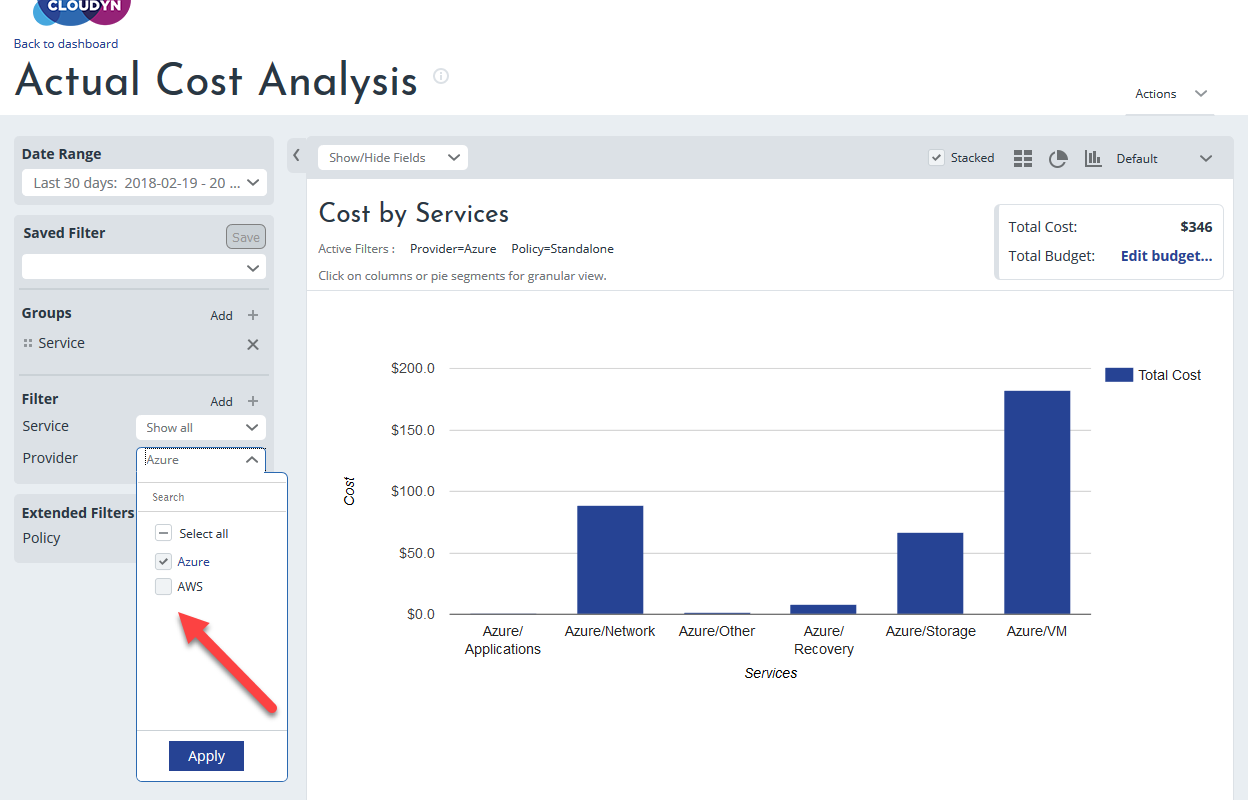 CLOUDYN
Back to dashboard
Actual Cost Analysis
Actions
Date Range
Last 30 days: 2018-02-19 - 20 ...
Saved Filter
Save
Groups
Add
Service
Filter
Add
Service
Show all
Provider
Azure
Extended Filters
Policy
Search
Select all
Azure
AWS
Apply
Show/Hide Fields
Stacked
Default
Cost by Services
Active Filters : Provider=Azure Policy=Standalone
Click on columns or pie segments for granular view.
Total Cost: $346
Total Budget: Edit budget...
$200.0
$150.0
$100.0
$50.0
$0.0
Cost
Total Cost
Azure/
Applications
Azure/Network
Azure/Other
Azure/
Recovery
Azure/Storage
Azure/VM
Services